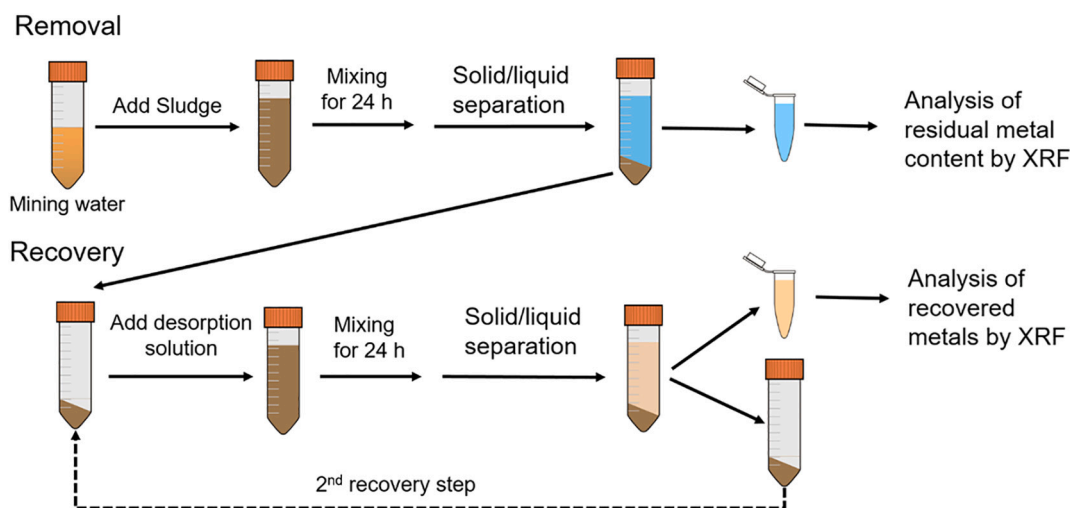 Removal
Add Sludge
Mixing
for 24 h
Solid/liquid
separation
Analysis of
residual metal
content by XRF
Mining water
Recovery
Add desorption
solution
Mixing
for 24 h
Solid/liquid
separation
Analysis of
recovered
metals by XRF
2nd recovery step